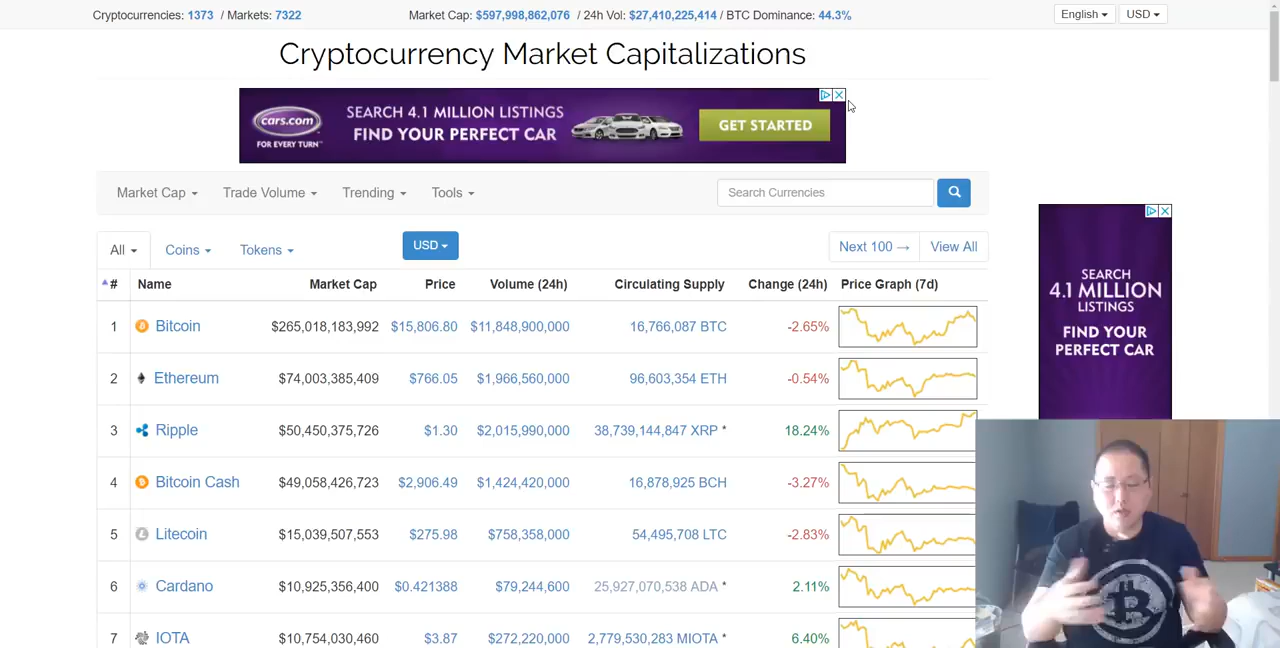 Cryptocurrencies: 1373 / Markets: 7322 Market Cap: $597,998,862,076 / 24h Vol: $27,410,225,414 / BTC Dominance: 44.3% English USD
Cryptocurrency Market Capitalizations
cars.com
FOR EVERY TURN™
SEARCH 4.1 MILLION LISTINGS
FIND YOUR PERFECT CAR
GET STARTED
Market Cap Trade Volume Trending Tools Search Currencies
All Coins Tokens USD Next 100 → View All
# Name Market Cap Price Volume (24h) Circulating Supply Change (24h) Price Graph (7d)
1 Bitcoin $265,018,183,992 $15,806.80 $11,848,900,000 16,766,087 BTC -2.65%
2 Ethereum $74,003,385,409 $766.05 $1,966,560,000 96,603,354 ETH -0.54%
3 Ripple $50,450,375,726 $1.30 $2,015,990,000 38,739,144,847 XRP * 18.24%
4 Bitcoin Cash $49,058,426,723 $2,906.49 $1,424,420,000 16,878,925 BCH -3.27%
5 Litecoin $15,039,507,553 $275.98 $758,358,000 54,495,708 LTC -2.83%
6 Cardano $10,925,356,400 $0.421388 $79,244,600 25,927,070,538 ADA * 2.11%
7 IOTA $10,754,030,460 $3.87 $272,220,000 2,779,530,283 MIOTA * 6.40%
SEARCH
4.1 MILLION
LISTINGS
FIND YOUR
PERFECT CAR